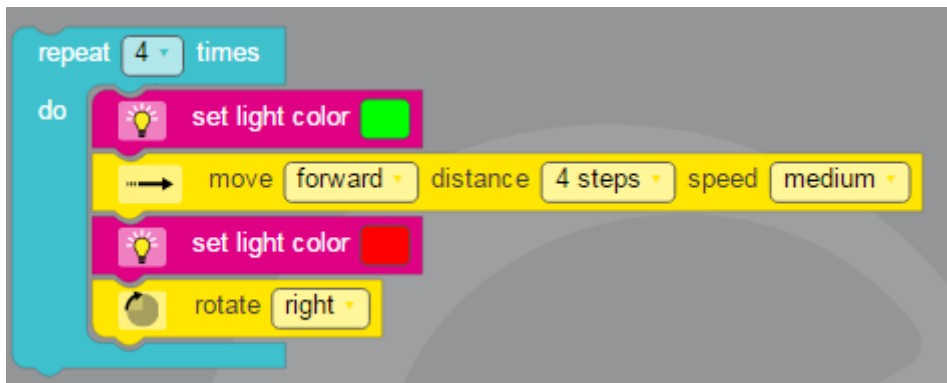 repeat 4 times
do
set light color
move forward distance 4 steps speed medium
set light color
rotate right